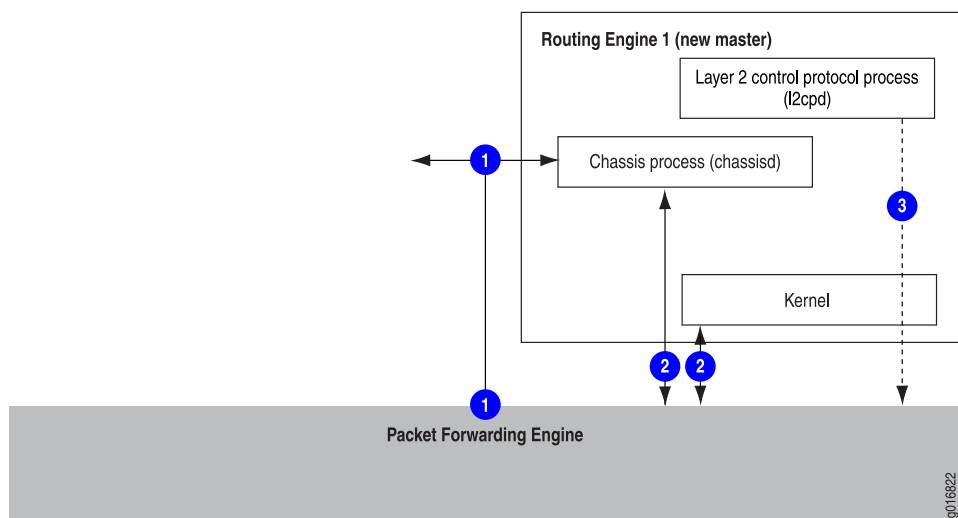 Routing Engine 1 (new master)
Layer 2 control protocol process
(l2cpd)
1
Chassis process (chassisd)
3
Kernel
2
2
1
Packet Forwarding Engine
g016822